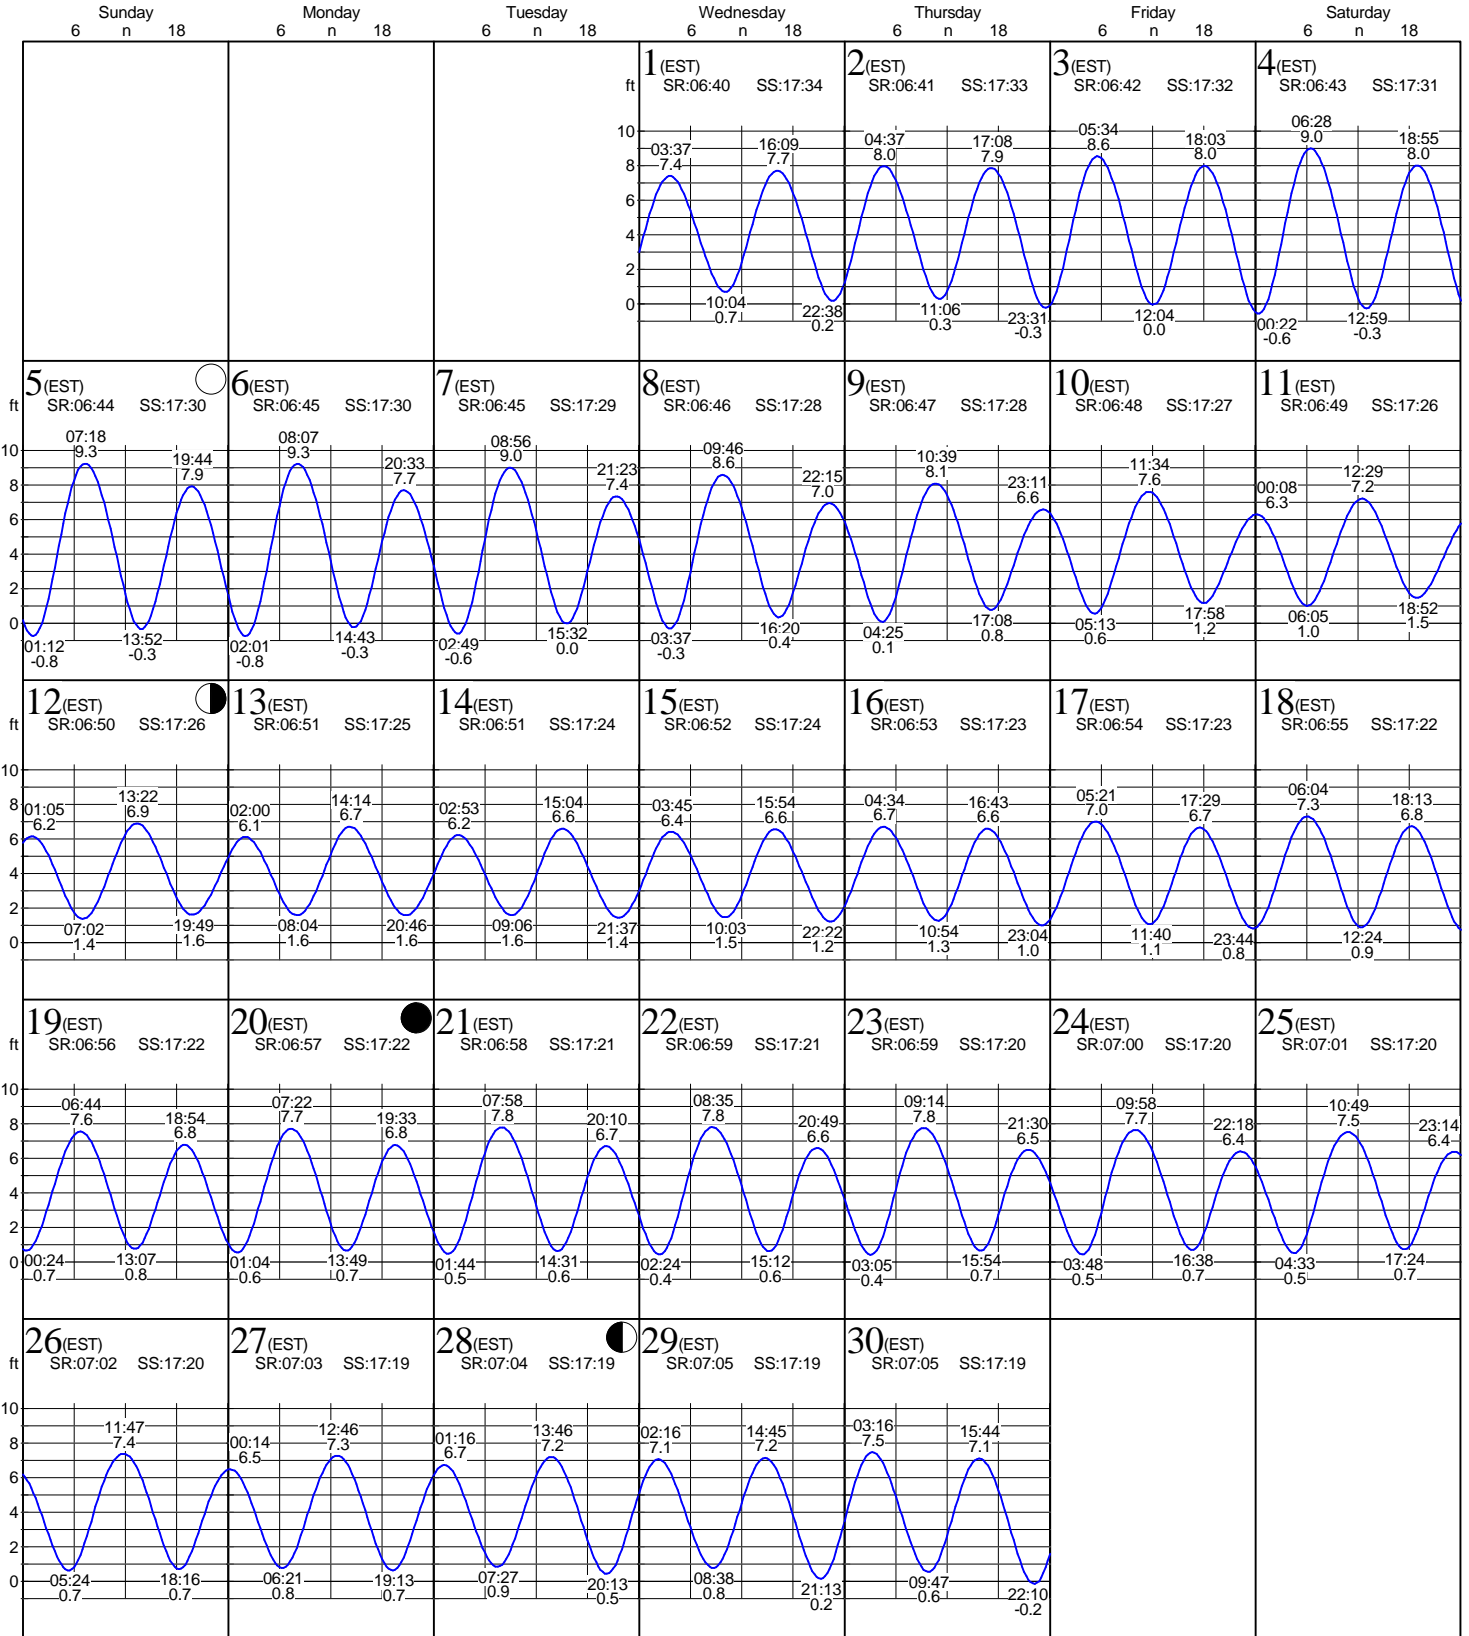 Sunday Monday Tuesday Wednesday Thursday Friday Saturday
6 n 18 6 n 18 6 n 18 6 n 18 6 n 18 6 n 18 6 n 18
1(EST) 2(EST) 3(EST) 4(EST)
ft SR:06:40 SS:17:34 SR:06:41 SS:17:33 SR:06:42 SS:17:32 SR:06:43 SS:17:31
10
8
6
4
2
0
03:37 16:09 04:37 17:08 05:34 18:03 06:28 18:55
7.4 7.7 8.0 7.9 8.6 8.0 9.0 8.0
10:04 22:38 11:06 23:31 12:04 00:22 12:59
0.7 0.2 0.3 -0.3 0.0 -0.6 -0.3
5(EST) 6(EST) 7(EST) 8(EST) 9(EST) 10(EST) 11(EST)
ft SR:06:44 SS:17:30 SR:06:45 SS:17:30 SR:06:45 SS:17:29 SR:06:46 SS:17:28 SR:06:47 SS:17:28 SR:06:48 SS:17:27 SR:06:49 SS:17:26
10
8
6
4
2
0
07:18 19:44 08:07 20:33 08:56 21:23 09:46 22:15 10:39 23:11 11:34 00:08 12:29
9.3 7.9 9.3 7.7 9.0 7.4 8.6 7.0 8.1 6.6 7.6 6.3 7.2
01:12 13:52 02:01 14:43 02:49 15:32 03:37 16:20 04:25 17:08 05:13 17:58 06:05 18:52
-0.8 -0.3 -0.8 -0.3 -0.6 0.0 -0.3 0.4 0.1 0.8 0.6 1.2 1.0 1.5
12(EST) 13(EST) 14(EST) 15(EST) 16(EST) 17(EST) 18(EST)
ft SR:06:50 SS:17:26 SR:06:51 SS:17:25 SR:06:51 SS:17:24 SR:06:52 SS:17:24 SR:06:53 SS:17:23 SR:06:54 SS:17:23 SR:06:55 SS:17:22
10
8
6
4
2
0
01:05 13:22 02:00 14:14 02:53 15:04 03:45 15:54 04:34 16:43 05:21 17:29 06:04 18:13
6.2 6.9 6.1 6.7 6.2 6.6 6.4 6.6 6.7 6.6 7.0 6.7 7.3 6.8
07:02 19:49 08:04 20:46 09:06 21:37 10:03 22:22 10:54 23:04 11:40 23:44 12:24
1.4 1.6 1.6 1.6 1.6 1.4 1.5 1.2 1.3 1.0 1.1 0.8 0.9
19(EST) 20(EST) 21(EST) 22(EST) 23(EST) 24(EST) 25(EST)
ft SR:06:56 SS:17:22 SR:06:57 SS:17:22 SR:06:58 SS:17:21 SR:06:59 SS:17:21 SR:06:59 SS:17:20 SR:07:00 SS:17:20 SR:07:01 SS:17:20
10
8
6
4
2
0
06:44 18:54 07:22 19:33 07:58 20:10 08:35 20:49 09:14 21:30 09:58 22:18 10:49 23:14
7.6 6.8 7.7 6.8 7.8 6.7 7.8 6.6 7.8 6.5 7.7 6.4 7.5 6.4
00:24 13:07 01:04 13:49 01:44 14:31 02:24 15:12 03:05 15:54 03:48 16:38 04:33 17:24
0.7 0.8 0.6 0.7 0.5 0.6 0.4 0.6 0.4 0.7 0.5 0.7 0.5 0.7
26(EST) 27(EST) 28(EST) 29(EST) 30(EST)
ft SR:07:02 SS:17:20 SR:07:03 SS:17:19 SR:07:04 SS:17:19 SR:07:05 SS:17:19 SR:07:05 SS:17:19
10
8
6
4
2
0
11:47 00:14 12:46 01:16 13:46 02:16 14:45 03:16 15:44
7.4 6.5 7.3 6.7 7.2 7.1 7.2 7.5 7.1
05:24 18:16 06:21 19:13 07:27 20:13 08:38 21:13 09:47 22:10
0.7 0.7 0.8 0.7 0.9 0.5 0.8 0.2 0.6 -0.2